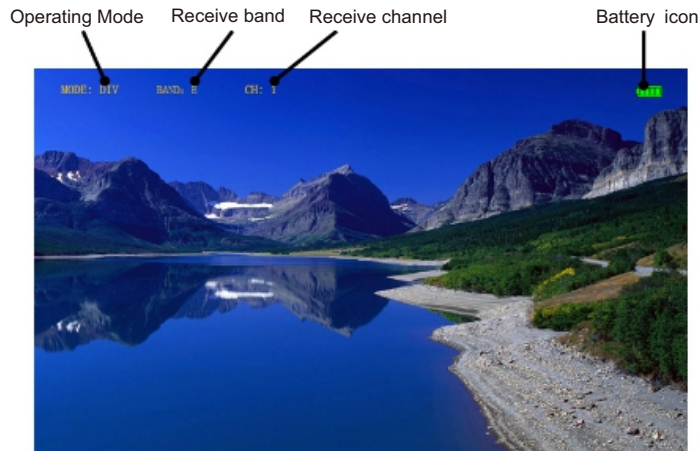 Operating Mode Receive band Receive channel Battery icon
MODE: DIV BAND: E CH: 1